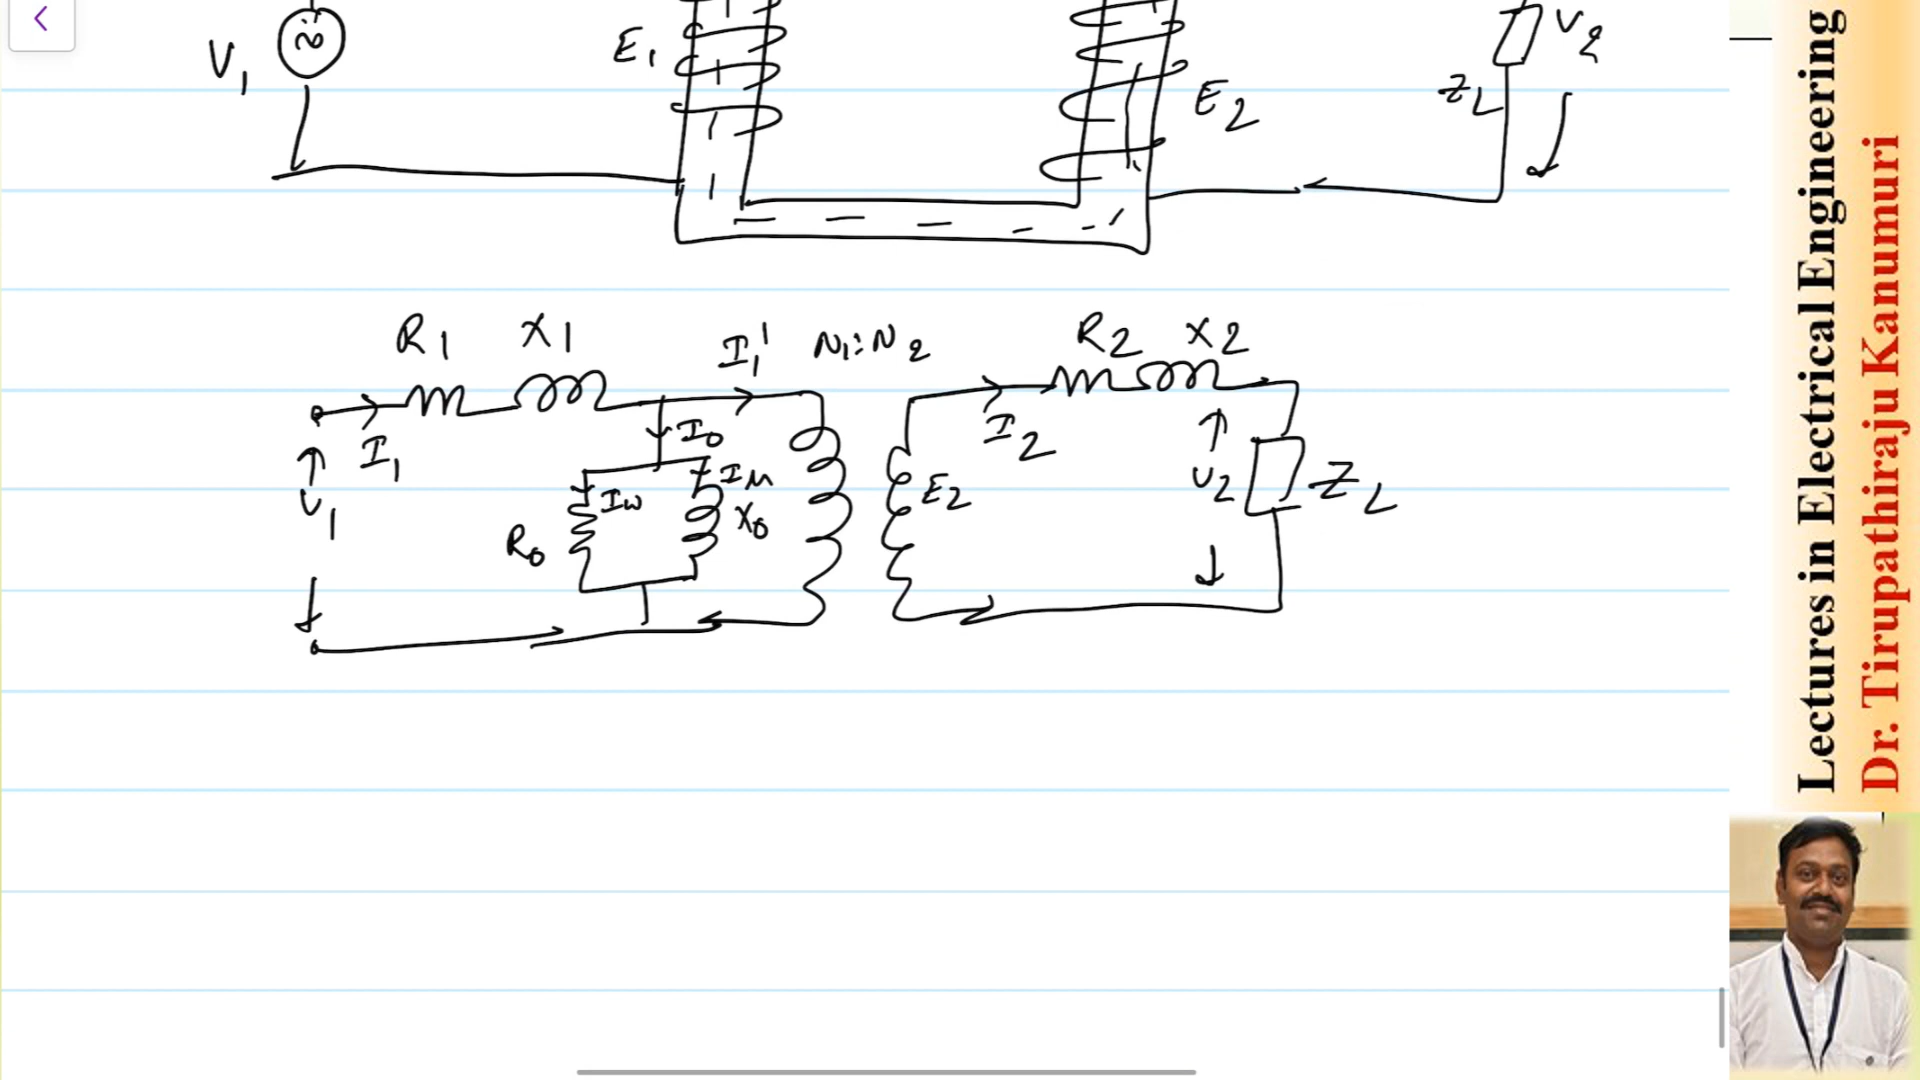 V1
E1
E2
V2
ZL
R1 X1 I1' N1:N2 R2 X2
I1 I0 I2
V1 Iw IM E2 V2 ZL
R0 X0
Lectures in Electrical Engineering
Dr. Tirupathiraju Kanumuri